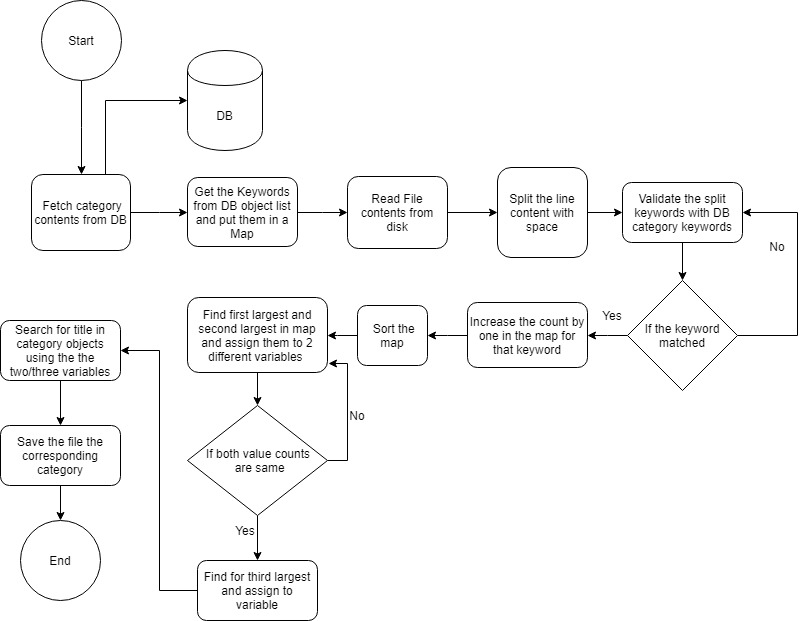 Start
DB
Fetch category
contents from DB
Get the Keywords
from DB object list
and put them in a
Map
Read File
contents from
disk
Split the line
content with
space
Validate the split
keywords with DB
category keywords
No
If the keyword
matched
Yes
Increase the count by
one in the map for
that keyword
Sort the
map
Find first largest and
second largest in map
and assign them to 2
different variables
No
If both value counts
are same
Yes
Find for third largest
and assign to
variable
Search for title in
category objects
using the the
two/three variables
Save the file the
corresponding
category
End